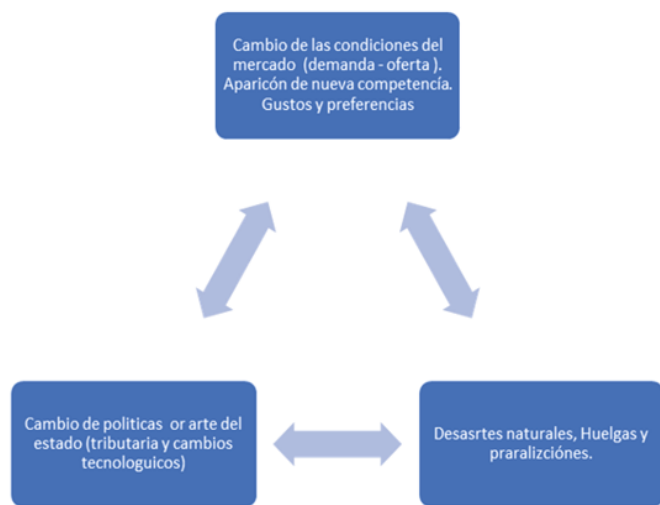 Cambio de las condiciones del
mercado (demanda - oferta ).
Aparicón de nueva competencía.
Gustos y preferencias
Cambio de politicas or arte del
estado (tributaria y cambios
tecnologuicos)
Desasrtes naturales, Huelgas y
praralizciónes.